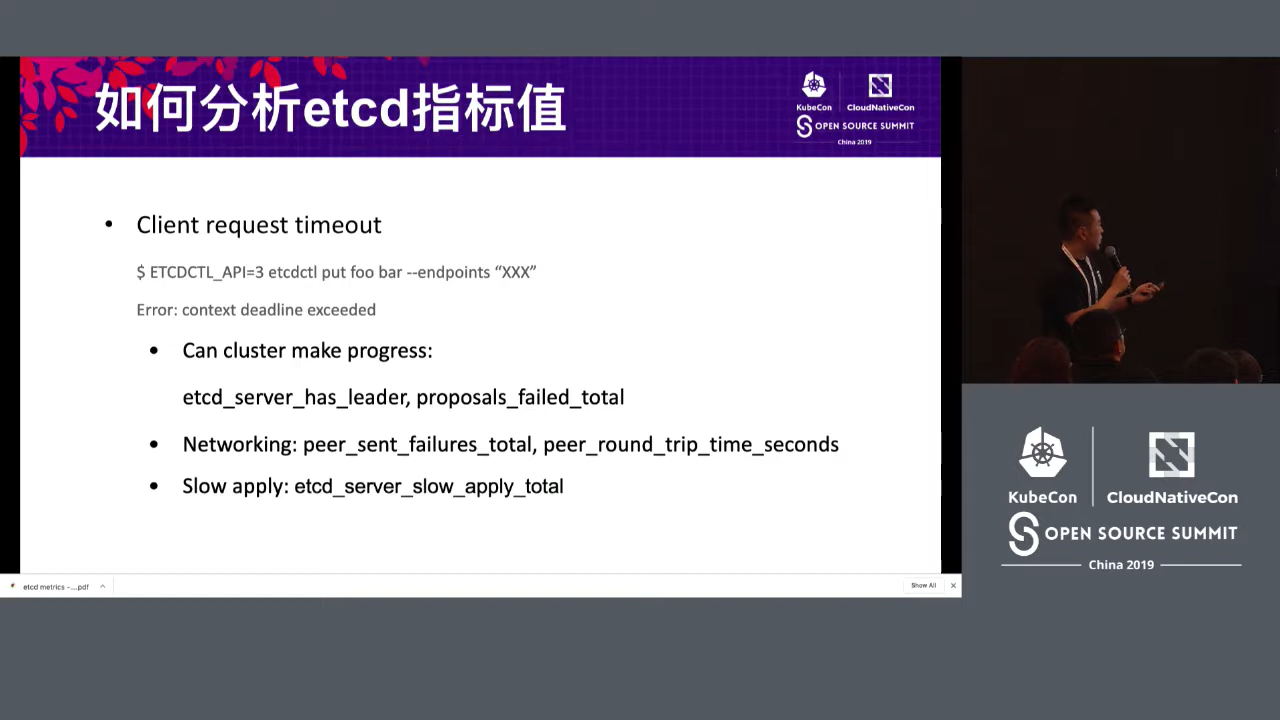 如何分析etcd指标值
KubeCon
CloudNativeCon
OPEN SOURCE SUMMIT
China 2019
• Client request timeout
$ ETCDCTL_API=3 etcdctl put foo bar --endpoints “XXX”
Error: context deadline exceeded
• Can cluster make progress:
etcd_server_has_leader, proposals_failed_total
• Networking: peer_sent_failures_total, peer_round_trip_time_seconds
• Slow apply: etcd_server_slow_apply_total
etcd metrics -....pdf
Show All
KubeCon
CloudNativeCon
OPEN SOURCE SUMMIT
China 2019